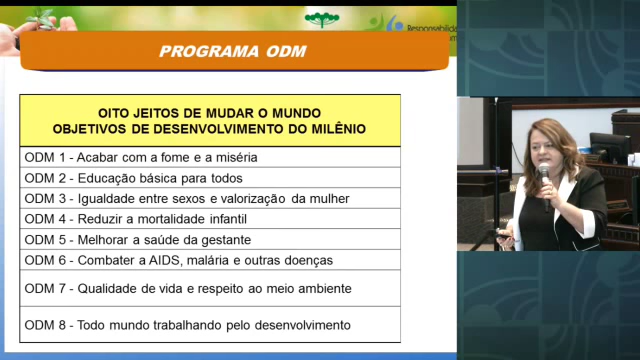 Responsabilida
PROGRAMA ODM
OITO JEITOS DE MUDAR O MUNDO
OBJETIVOS DE DESENVOLVIMENTO DO MILÊNIO
ODM 1 - Acabar com a fome e a miséria
ODM 2 - Educação básica para todos
ODM 3 - Igualdade entre sexos e valorização da mulher
ODM 4 - Reduzir a mortalidade infantil
ODM 5 - Melhorar a saúde da gestante
ODM 6 - Combater a AIDS, malária e outras doenças
ODM 7 - Qualidade de vida e respeito ao meio ambiente
ODM 8 - Todo mundo trabalhando pelo desenvolvimento